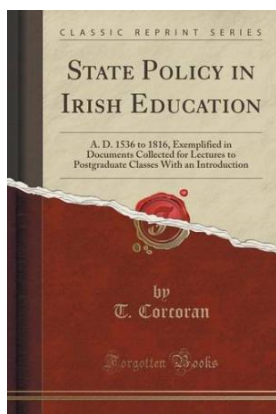 CLASSIC REPRINT SERIES
STATE POLICY IN
IRISH EDUCATION
A. D. 1536 to 1816, Exemplified in
Documents Collected for Lectures to
Postgraduate Classes With an Introduction
by
T. Corcoran
Forgotten Books